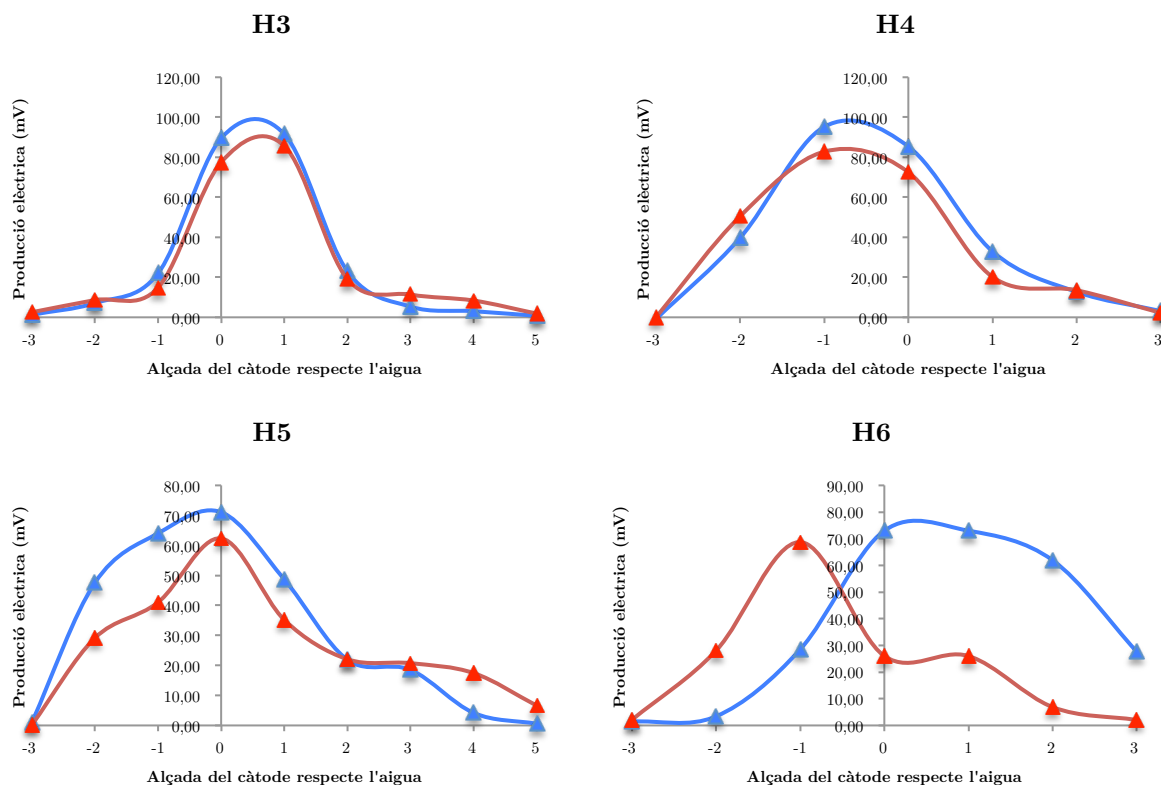 H3
120,00
100,00
80,00
60,00
40,00
20,00
0,00
-3 -2 -1 0 1 2 3 4 5
Producció elèctrica (mV)
Alçada del càtode respecte l'aigua
H4
120,00
100,00
80,00
60,00
40,00
20,00
0,00
-3 -2 -1 0 1 2 3
Producció elèctrica (mV)
Alçada del càtode respecte l'aigua
H5
80,00
70,00
60,00
50,00
40,00
30,00
20,00
10,00
0,00
-3 -2 -1 0 1 2 3 4 5
Producció elèctrica (mV)
Alçada del càtode respecte l'aigua
H6
90,00
80,00
70,00
60,00
50,00
40,00
30,00
20,00
10,00
0,00
-3 -2 -1 0 1 2 3
Producció elèctrica (mV)
Alçada del càtode respecte l'aigua